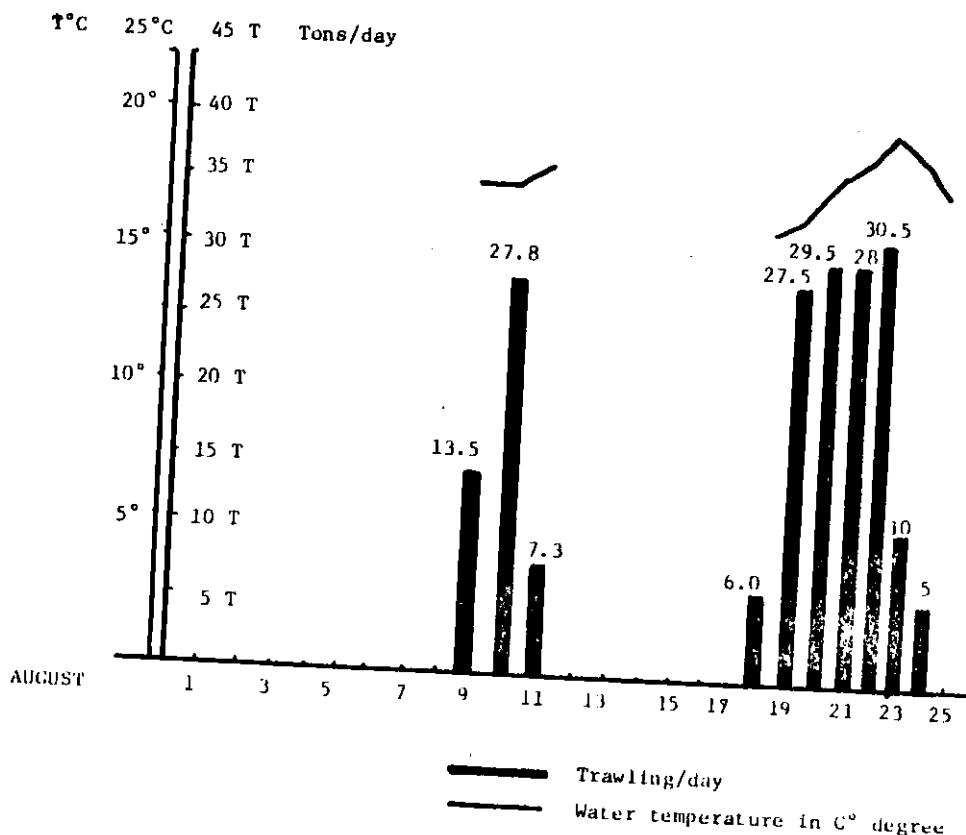 T°C 25°C 45 T Tons/day
20° 40 T
35 T
15° 30 T
25 T
10° 20 T
15 T
5° 10 T
5 T
13.5 27.8 7.3 6.0 27.5 29.5 28 30.5 10 5
AUGUST 1 3 5 7 9 11 13 15 17 19 21 23 25
Trawling/day
Water temperature in C° degree